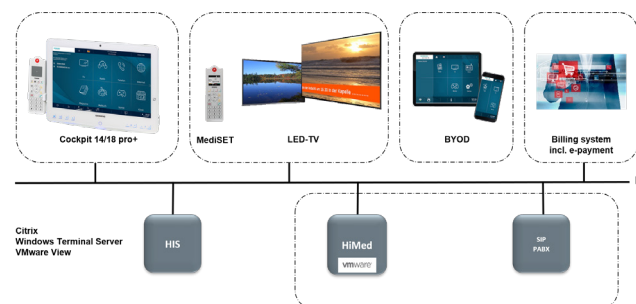 Cockpit 14/18 pro+
MediSET
LED-TV
BYOD
Billing system
incl. e-payment
Citrix
Windows Terminal Server
VMware View
HIS
HiMed
vmware
SIP
PABX